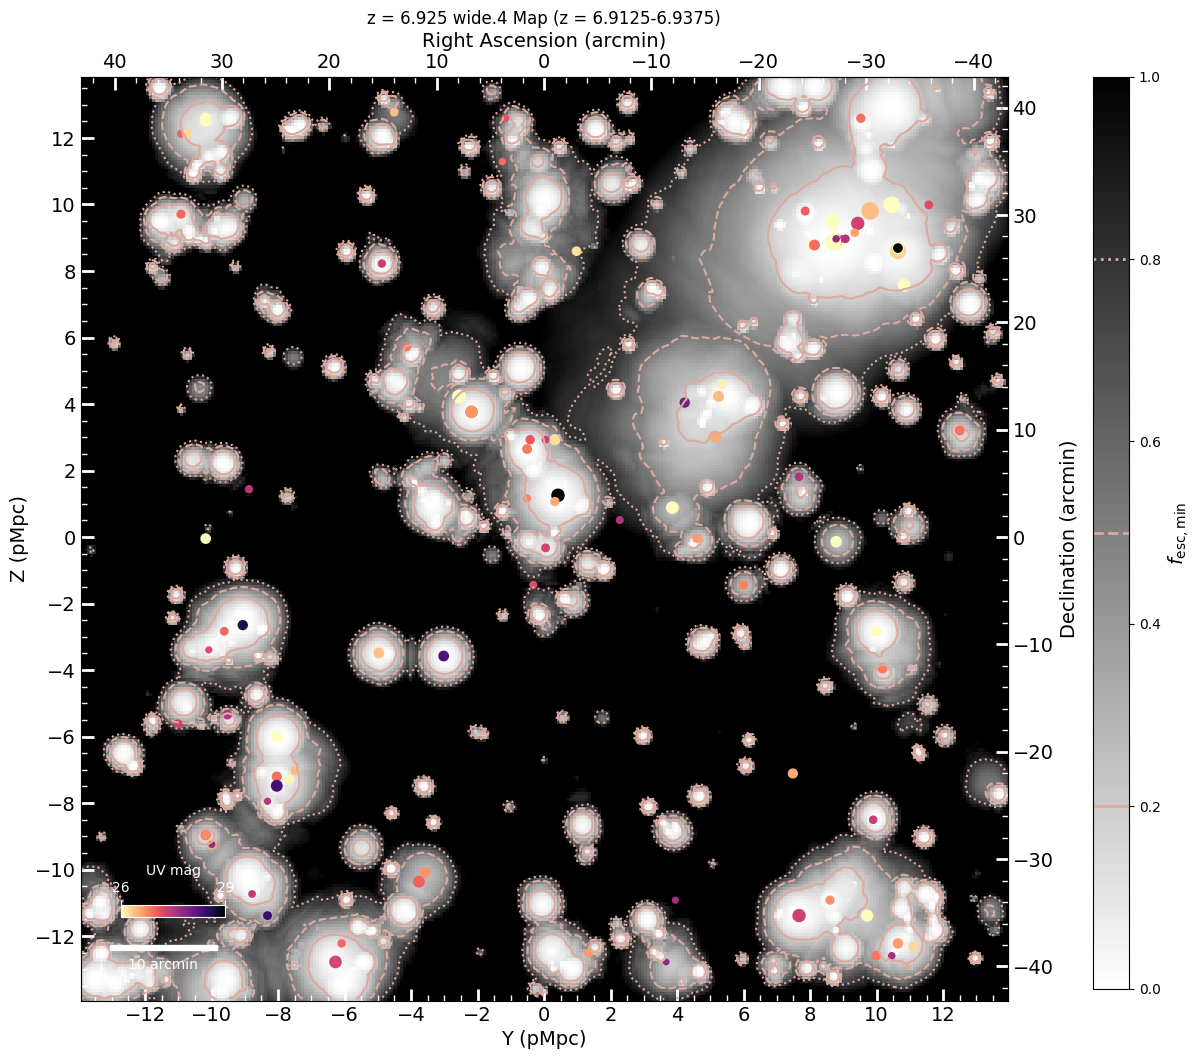 z = 6.925 wide.4 Map (z = 6.9125-6.9375)
Right Ascension (arcmin)
40 30 20 10 0 −10 −20 −30 −40
12
10
8
6
4
2
0
−2
−4
−6
−8
−10
−12
Z (pMpc)
40
30
20
10
0
−10
−20
−30
−40
Declination (arcmin)
1.0
0.8
0.6
0.4
0.2
0.0
f_esc,min
UV mag
26 29
10 arcmin
−12 −10 −8 −6 −4 −2 0 2 4 6 8 10 12
Y (pMpc)